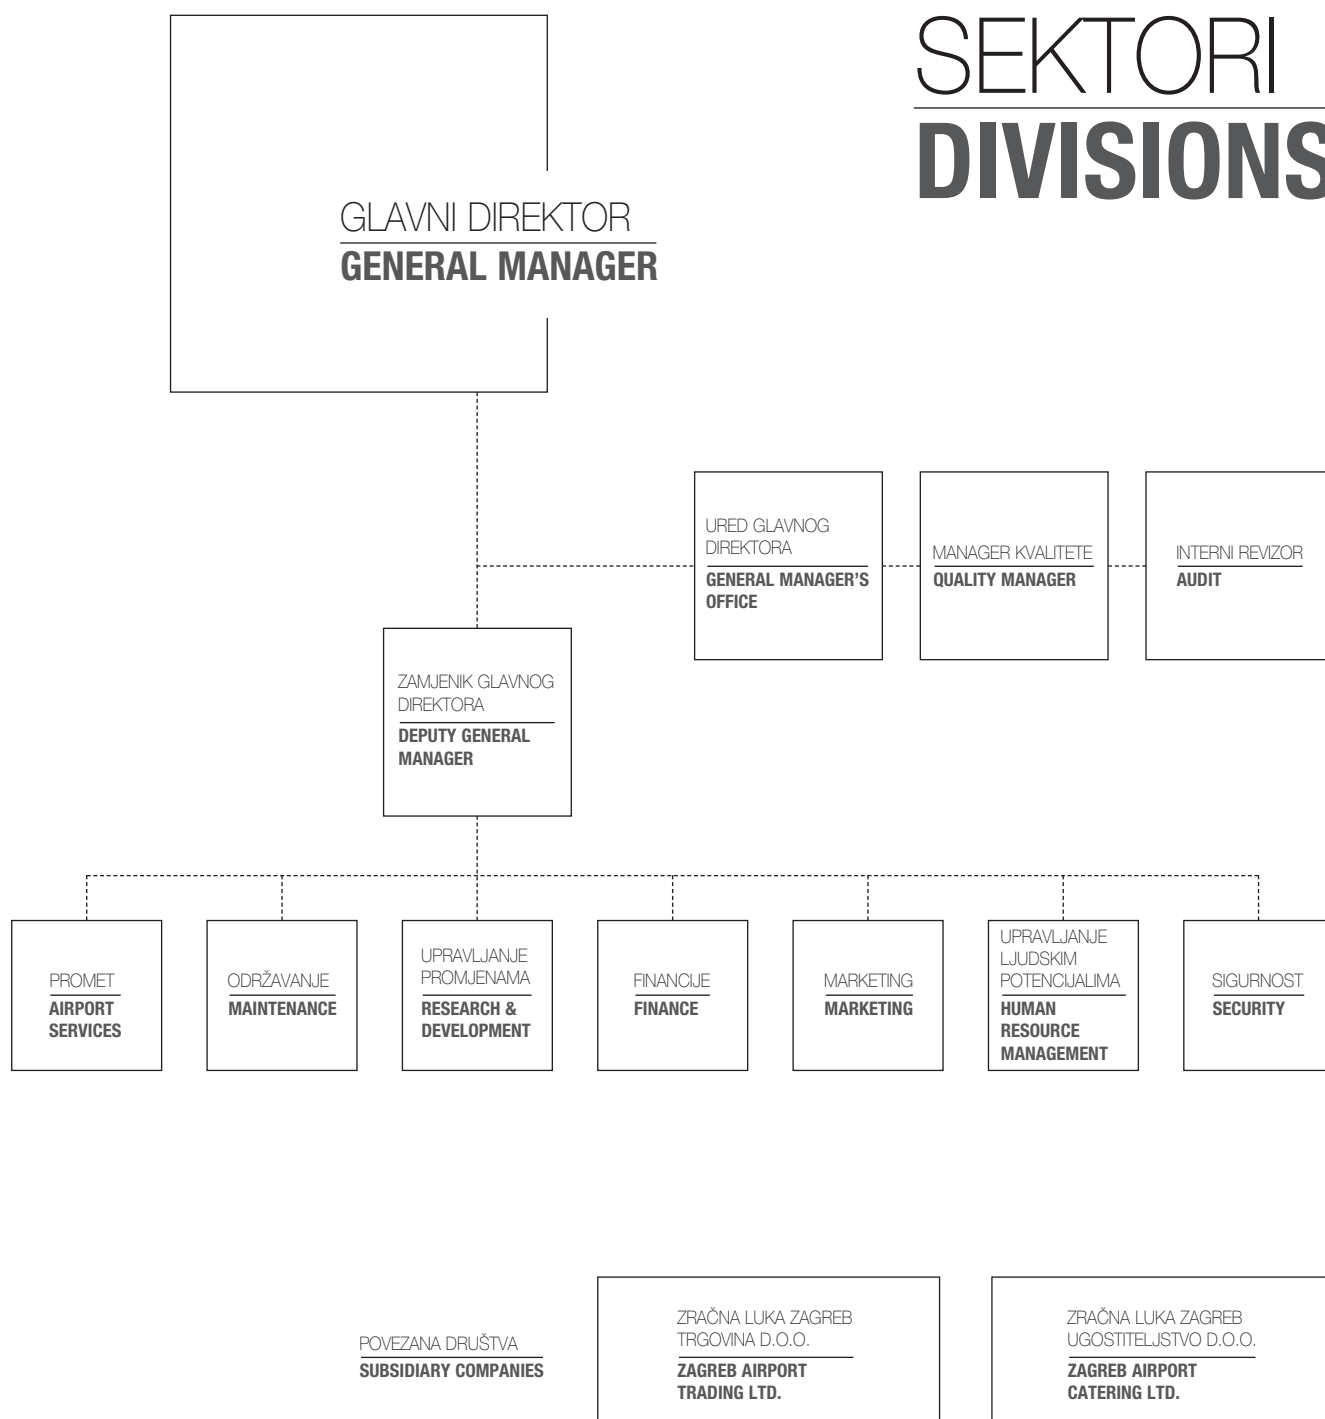 SEKTORI
DIVISIONS
GLAVNI DIREKTOR
GENERAL MANAGER
URED GLAVNOG
DIREKTORA
GENERAL MANAGER'S
OFFICE
MANAGER KVALITETE
QUALITY MANAGER
INTERNI REVIZOR
AUDIT
ZAMJENIK GLAVNOG
DIREKTORA
DEPUTY GENERAL
MANAGER
PROMET
AIRPORT
SERVICES
ODRŽAVANJE
MAINTENANCE
UPRAVLJANJE
PROMJENAMA
RESEARCH &
DEVELOPMENT
FINANCIJE
FINANCE
MARKETING
MARKETING
UPRAVLJANJE
LJUDSKIM
POTENCIJALIMA
HUMAN
RESOURCE
MANAGEMENT
SIGURNOST
SECURITY
POVEZANA DRUŠTVA
SUBSIDIARY COMPANIES
ZRAČNA LUKA ZAGREB
TRGOVINA D.O.O.
ZAGREB AIRPORT
TRADING LTD.
ZRAČNA LUKA ZAGREB
UGOSTITELJSTVO D.O.O.
ZAGREB AIRPORT
CATERING LTD.